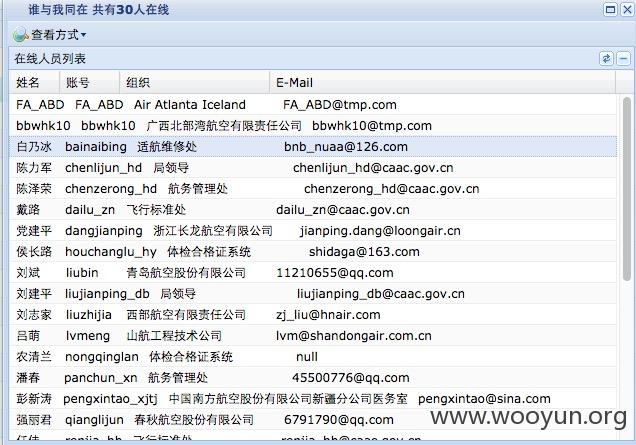 谁与我同在 共有30人在线
查看方式
在线人员列表
姓名 账号 组织 E-Mail
FA_ABD FA_ABD Air Atlanta Iceland FA_ABD@tmp.com
bbwhk10 bbwhk10 广西北部湾航空有限责任公司 bbwhk10@tmp.com
白乃冰 bainaibing 适航维修处 bnb_nuaa@126.com
陈力军 chenlijun_hd 局领导 chenlijun_hd@caac.gov.cn
陈泽荣 chenzerong_hd 航务管理处 chenzerong_hd@caac.gov.cn
戴路 dailu_zn 飞行标准处 dailu_zn@caac.gov.cn
党建平 dangjianping 浙江长龙航空有限公司 jianping.dang@loongair.cn
侯长路 houchanglu_hy 体检合格证系统 shidaga@163.com
刘斌 liubin 青岛航空股份有限公司 11210655@qq.com
刘建平 liujianping_db 局领导 liujianping_db@caac.gov.cn
刘志家 liuzhijia 西部航空有限责任公司 zj_liu@hnair.com
吕萌 lvmeng 山航工程技术公司 lvm@shandongair.com.cn
农清兰 nongqinglan 体检合格证系统 null
潘春 panchun_xn 航务管理处 45500776@qq.com
彭新涛 pengxintao_xjtj 中国南方航空股份有限公司新疆分公司医务室 pengxintao@sina.com
强丽君 qianglijun 春秋航空股份有限公司 6791790@qq.com
www.wooyun.org